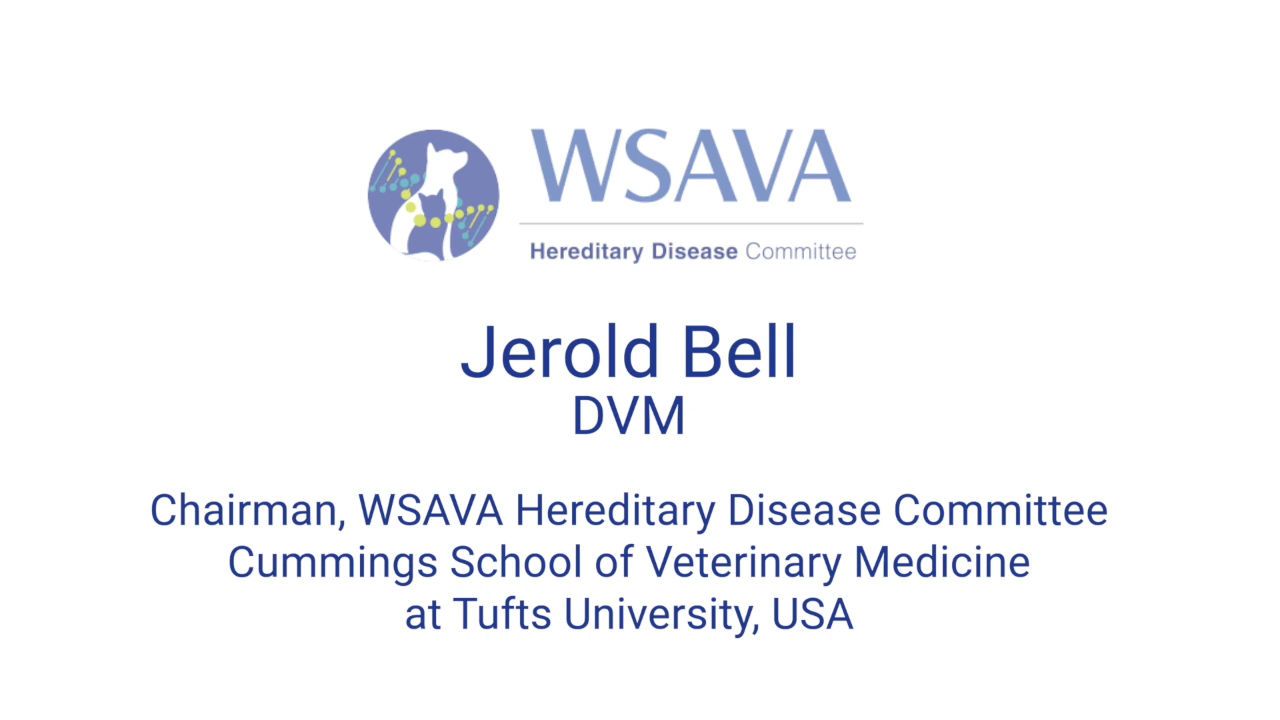 WSAVA
Hereditary Disease Committee
Jerold Bell
DVM
Chairman, WSAVA Hereditary Disease Committee
Cummings School of Veterinary Medicine
at Tufts University, USA